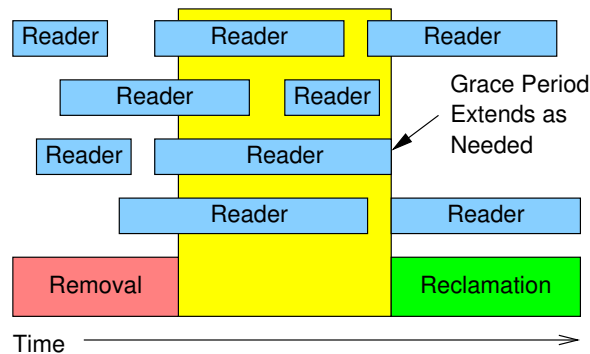 Reader Reader Reader
Reader Reader
Grace Period
Extends as
Needed
Reader Reader
Reader Reader
Removal Reclamation
Time